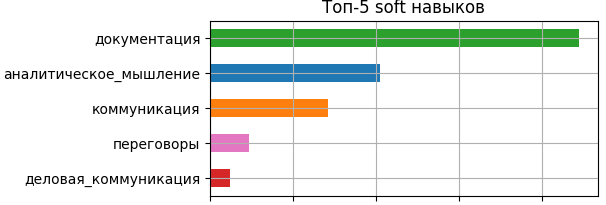 Топ-5 soft навыков
документация
аналитическое_мышление
коммуникация
переговоры
деловая_коммуникация